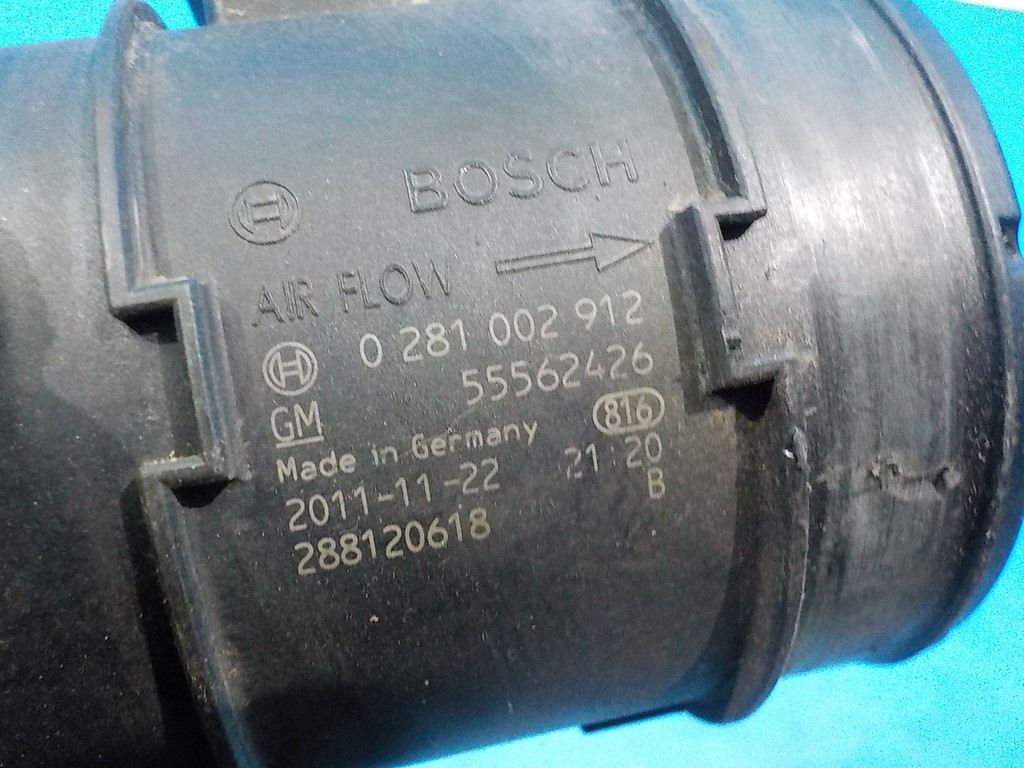 BOSCH
AIR FLOW
0 281 002 912
55562426
GM
816
Made in Germany
21:20
2011-11-22
B
288120618